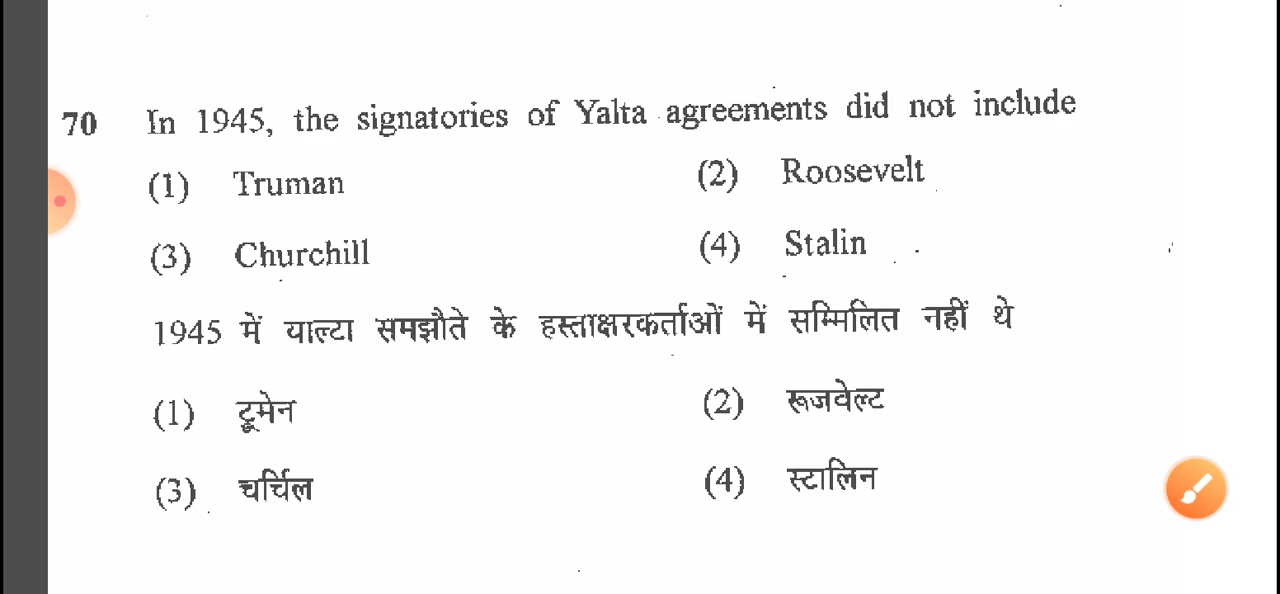 70 In 1945, the signatories of Yalta agreements did not include
(1) Truman (2) Roosevelt
(3) Churchill (4) Stalin
1945 में याल्टा समझौते के हस्ताक्षरकर्ताओं में सम्मिलित नहीं थे
(1) ट्रूमेन (2) रूजवेल्ट
(3) चर्चिल (4) स्टालिन